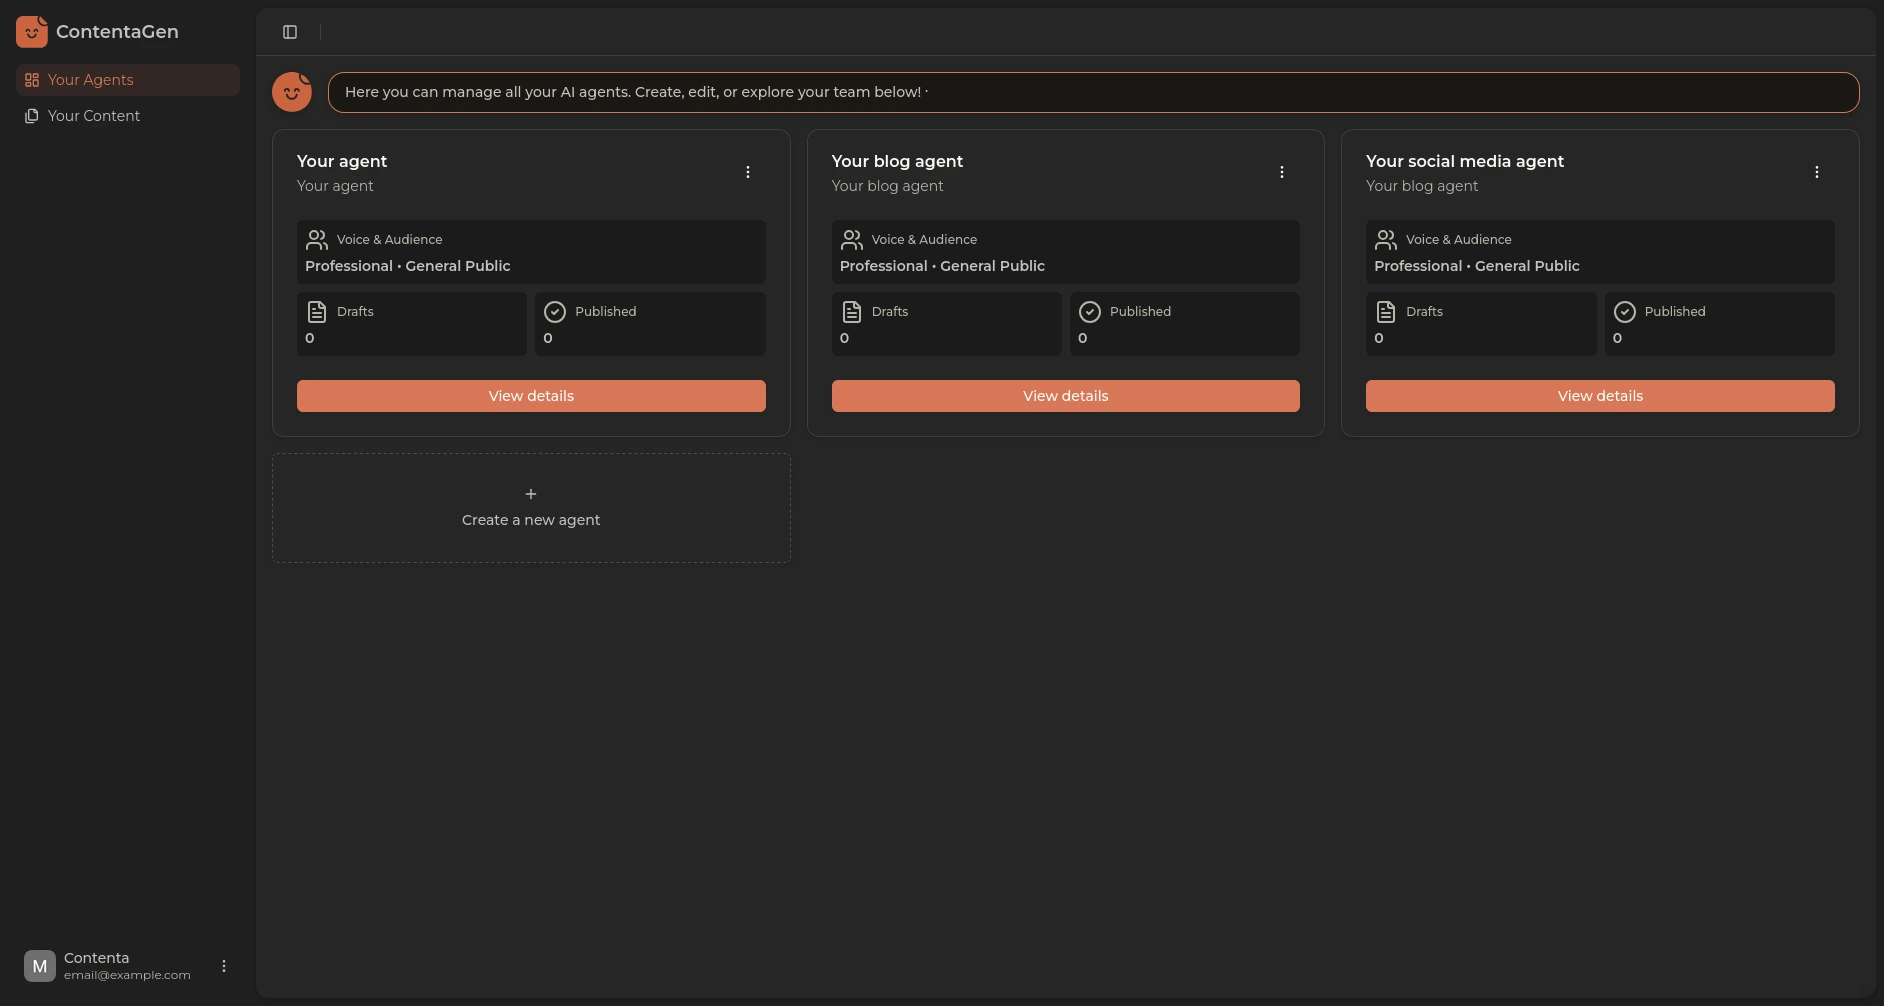 ContentaGen
Your Agents
Your Content
Here you can manage all your AI agents. Create, edit, or explore your team below! ·
Your agent
Your agent
Voice & Audience
Professional • General Public
Drafts
0
Published
0
View details
Your blog agent
Your blog agent
Voice & Audience
Professional • General Public
Drafts
0
Published
0
View details
Your social media agent
Your blog agent
Voice & Audience
Professional • General Public
Drafts
0
Published
0
View details
+
Create a new agent
M
Contenta
email@example.com